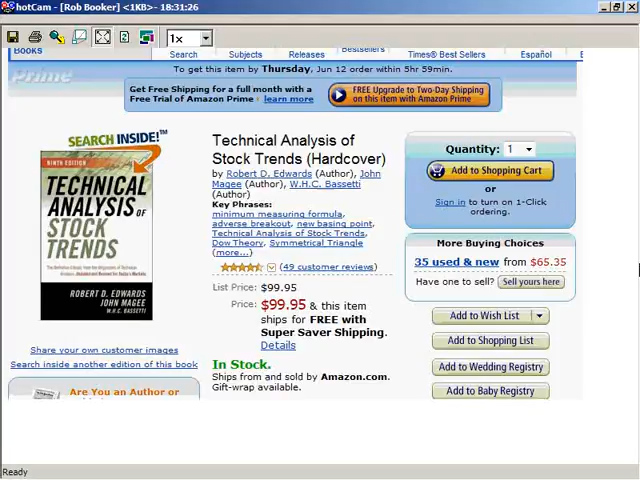 hotCam - [Rob Booker] <1KB> - 18:31:26
1x
Books
Search
Subjects
Releases
Bestsellers
Times® Best Sellers
Español
Prime
To get this item by Thursday, Jun 12 order within 5hr 59min.
Get Free Shipping for a full month with a
Free Trial of Amazon Prime
learn more
FREE Upgrade to Two-Day Shipping
on this item with Amazon Prime
SEARCH INSIDE!™
NINTH EDITION
TECHNICAL
ANALYSIS OF
STOCK
TRENDS
ROBERT D. EDWARDS
JOHN MAGEE
W.H.C. BASSETTI
Share your own customer images
Search inside another edition of this book
Are You an Author or
Technical Analysis of
Stock Trends (Hardcover)
by Robert D. Edwards (Author), John
Magee (Author), W.H.C. Bassetti
(Author)
Key Phrases:
minimum measuring formula,
adverse breakout, new basing point,
Technical Analysis of Stock Trends,
Dow Theory, Symmetrical Triangle
(more...)
(49 customer reviews)
List Price: $99.95
Price: $99.95 & this item
ships for FREE with
Super Saver Shipping.
Details
In Stock.
Ships from and sold by Amazon.com.
Gift-wrap available.
Quantity: 1
Add to Shopping Cart
or
Sign in to turn on 1-Click
ordering.
More Buying Choices
35 used & new from $65.35
Have one to sell? Sell yours here
Add to Wish List
Add to Shopping List
Add to Wedding Registry
Add to Baby Registry
Ready